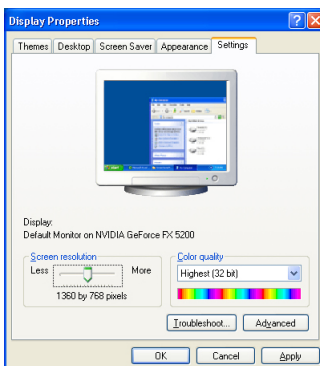 Display Properties
Themes Desktop Screen Saver Appearance Settings
Display:
Default Monitor on NVIDIA GeForce FX 5200
Screen resolution
Less More
1360 by 768 pixels
Color quality
Highest (32 bit)
Troubleshoot... Advanced
OK Cancel Apply